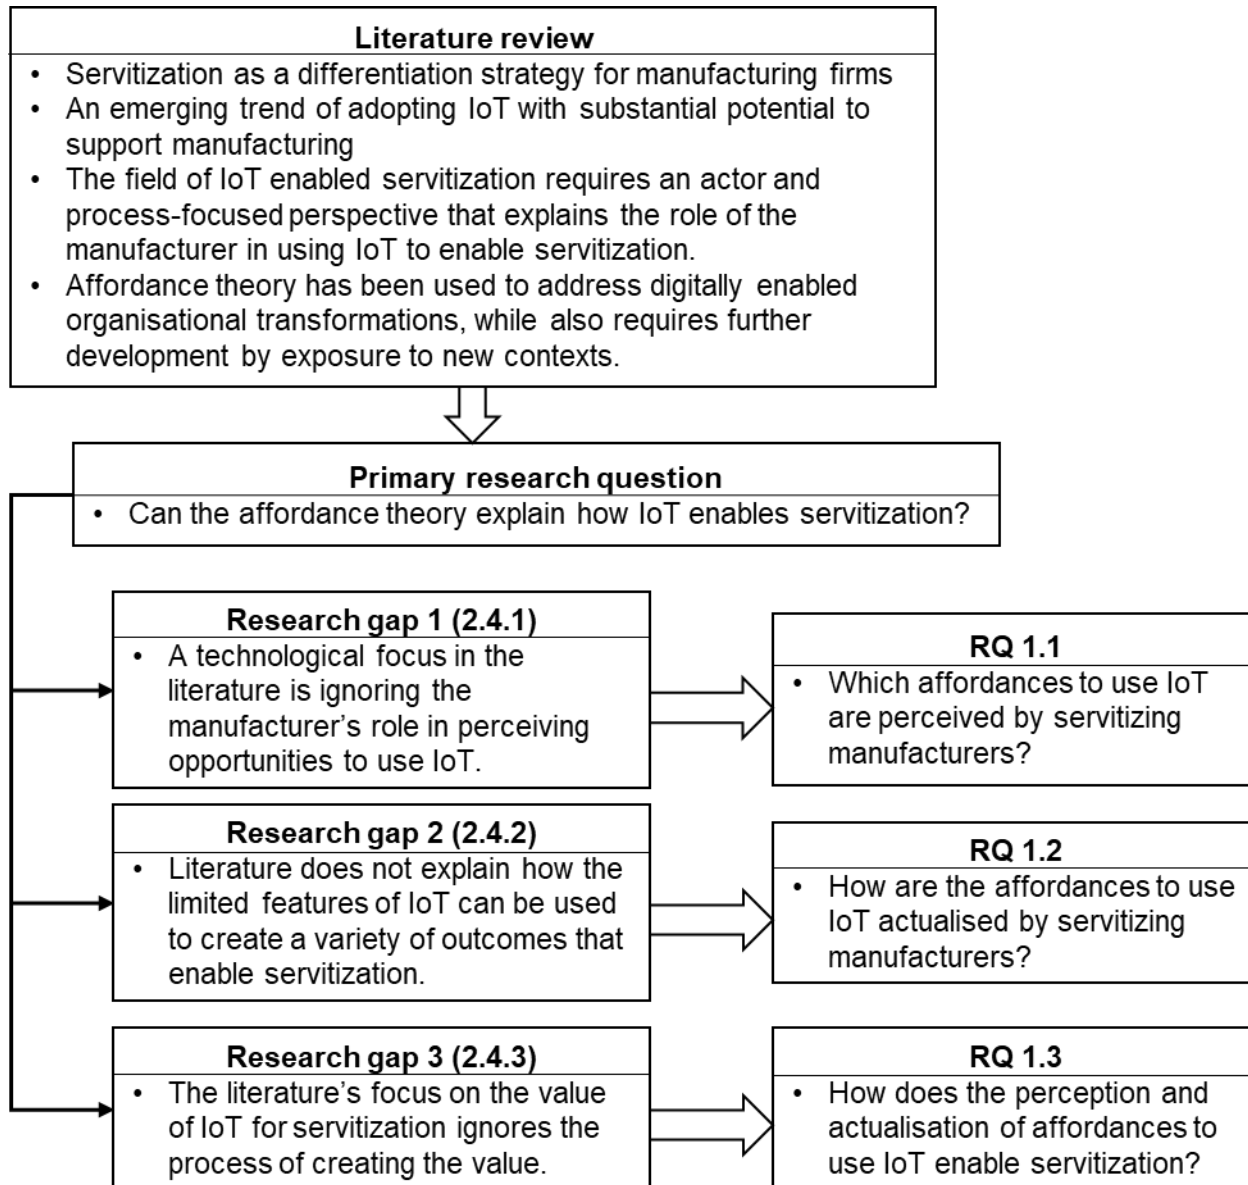 Literature review
• Servitization as a differentiation strategy for manufacturing firms
• An emerging trend of adopting IoT with substantial potential to
support manufacturing
• The field of IoT enabled servitization requires an actor and
process-focused perspective that explains the role of the
manufacturer in using IoT to enable servitization.
• Affordance theory has been used to address digitally enabled
organisational transformations, while also requires further
development by exposure to new contexts.
Primary research question
• Can the affordance theory explain how IoT enables servitization?
Research gap 1 (2.4.1)
• A technological focus in the
literature is ignoring the
manufacturer's role in perceiving
opportunities to use IoT.
RQ 1.1
• Which affordances to use IoT
are perceived by servitizing
manufacturers?
Research gap 2 (2.4.2)
• Literature does not explain how the
limited features of IoT can be used
to create a variety of outcomes that
enable servitization.
RQ 1.2
• How are the affordances to use
IoT actualised by servitizing
manufacturers?
Research gap 3 (2.4.3)
• The literature's focus on the value
of IoT for servitization ignores the
process of creating the value.
RQ 1.3
• How does the perception and
actualisation of affordances to
use IoT enable servitization?